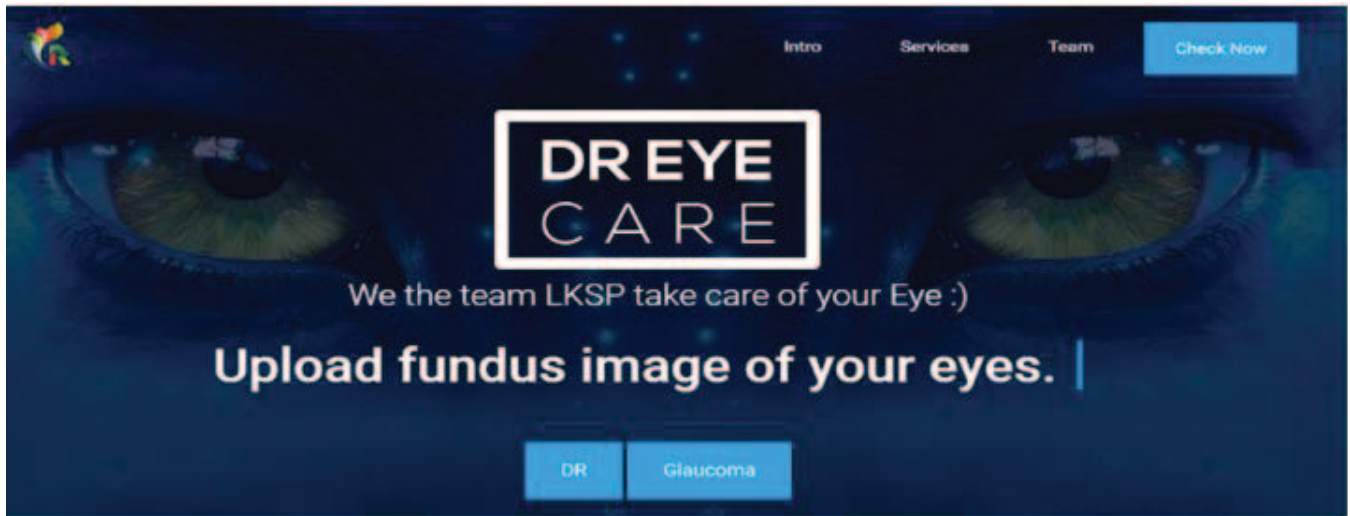 Intro Services Team Check Now
DR EYE
CARE
We the team LKSP take care of your Eye :)
Upload fundus image of your eyes.
DR Glaucoma